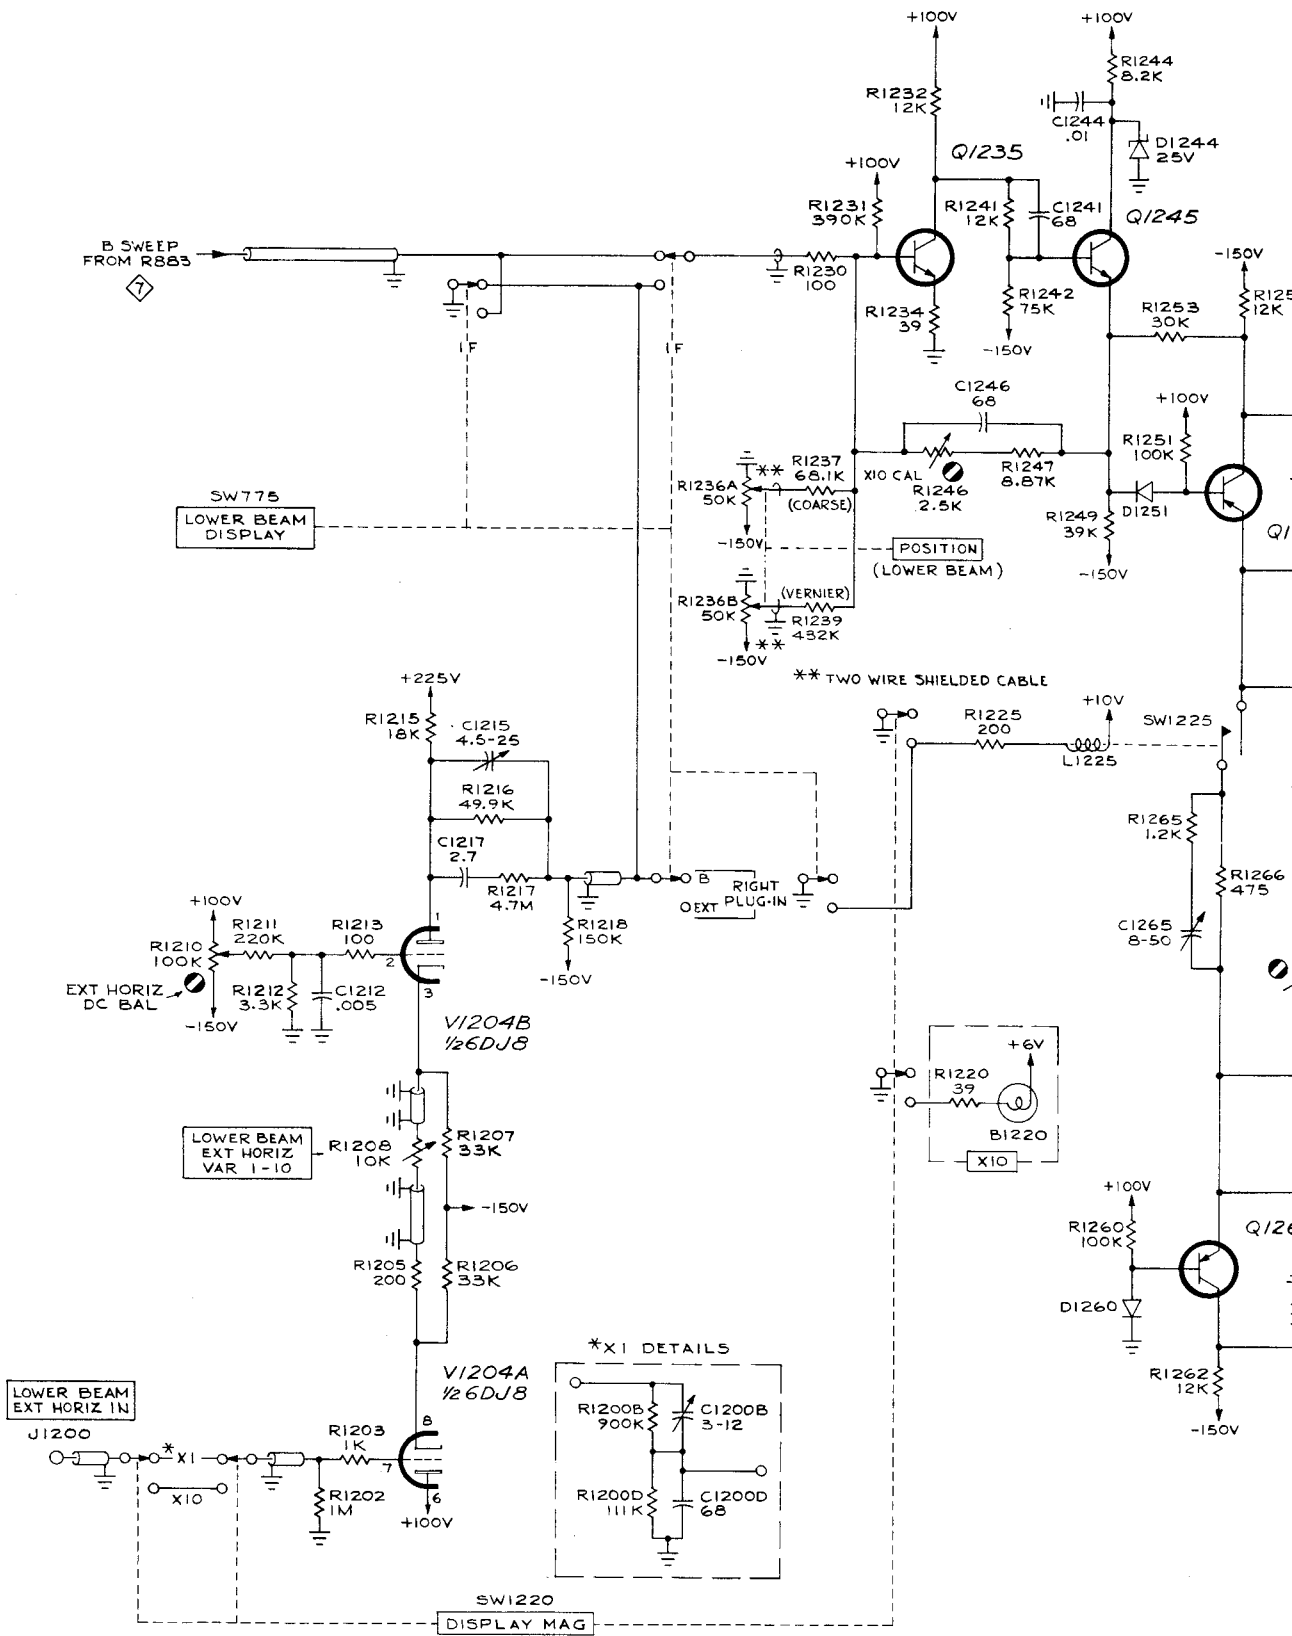 +100V
+100V
R1244
8.2K
R1232
12K
C1244
.01
D1244
25V
Q1235
+100V
R1231
390K
R1241
12K
C1241
68
Q1245
B SWEEP
FROM R883
7
-150V
R1230
100
R1234
39
R1242
75K
-150V
R1253
30K
12K
1F
1F
C1246
68
+100V
R1251
100K
X10 CAL
R1246
2.5K
R1247
8.87K
R1237
68.1K
(COARSE)
**
R1236A
50K
-150V
D1251
R1249
39K
-150V
SW775
LOWER BEAM
DISPLAY
POSITION
(LOWER BEAM)
R1236B
50K
(VERNIER)
R1239
432K
**
-150V
** TWO WIRE SHIELDED CABLE
+225V
R1215
18K
C1215
4.5-25
R1216
49.9K
C1217
2.7
R1217
4.7M
R1225
200
+10V
L1225
SW1225
R1265
1.2K
R1266
475
C1265
8-50
B
EXT
RIGHT
PLUG-IN
R1218
150K
-150V
+100V
R1210
100K
R1211
220K
R1213
100
1
2
3
EXT HORIZ
DC BAL
-150V
R1212
3.3K
C1212
.005
V1204B
½6DJ8
+6V
R1220
39
B1220
X10
LOWER BEAM
EXT HORIZ
VAR 1-10
R1208
10K
R1207
33K
-150V
R1205
200
R1206
33K
+100V
R1260
100K
D1260
R1262
12K
-150V
V1204A
½6DJ8
*X1 DETAILS
R1200B
900K
C1200B
3-12
R1200D
111K
C1200D
68
LOWER BEAM
EXT HORIZ IN
J1200
*X1
X10
R1203
1K
8
7
6
R1202
1M
+100V
SW1220
DISPLAY MAG